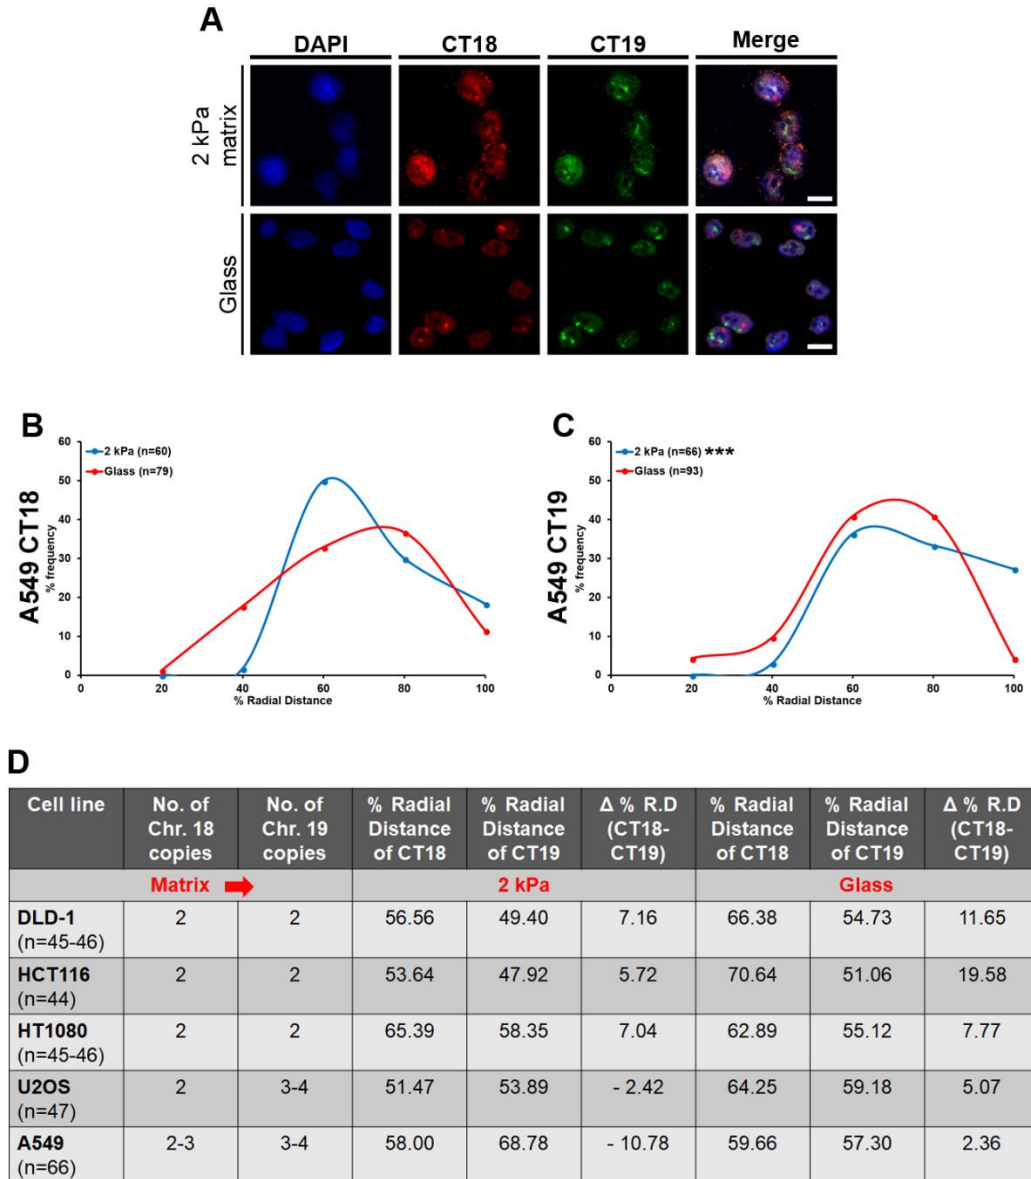 A
DAPI CT18 CT19 Merge
2 kPa
matrix
Glass
B
A549 CT18
% frequency
60
50
40
30
20
10
0
2 kPa (n=60)
Glass (n=79)
0 20 40 60 80 100
% Radial Distance
C
A549 CT19
% frequency
60
50
40
30
20
10
0
2 kPa (n=66) ***
Glass (n=93)
0 20 40 60 80 100
% Radial Distance
D
Cell line No. of Chr. 18 copies No. of Chr. 19 copies % Radial Distance of CT18 % Radial Distance of CT19 Δ % R.D (CT18-CT19) % Radial Distance of CT18 % Radial Distance of CT19 Δ % R.D (CT18-CT19)
Matrix 2 kPa Glass
DLD-1 (n=45-46) 2 2 56.56 49.40 7.16 66.38 54.73 11.65
HCT116 (n=44) 2 2 53.64 47.92 5.72 70.64 51.06 19.58
HT1080 (n=45-46) 2 2 65.39 58.35 7.04 62.89 55.12 7.77
U2OS (n=47) 2 3-4 51.47 53.89 - 2.42 64.25 59.18 5.07
A549 (n=66) 2-3 3-4 58.00 68.78 - 10.78 59.66 57.30 2.36